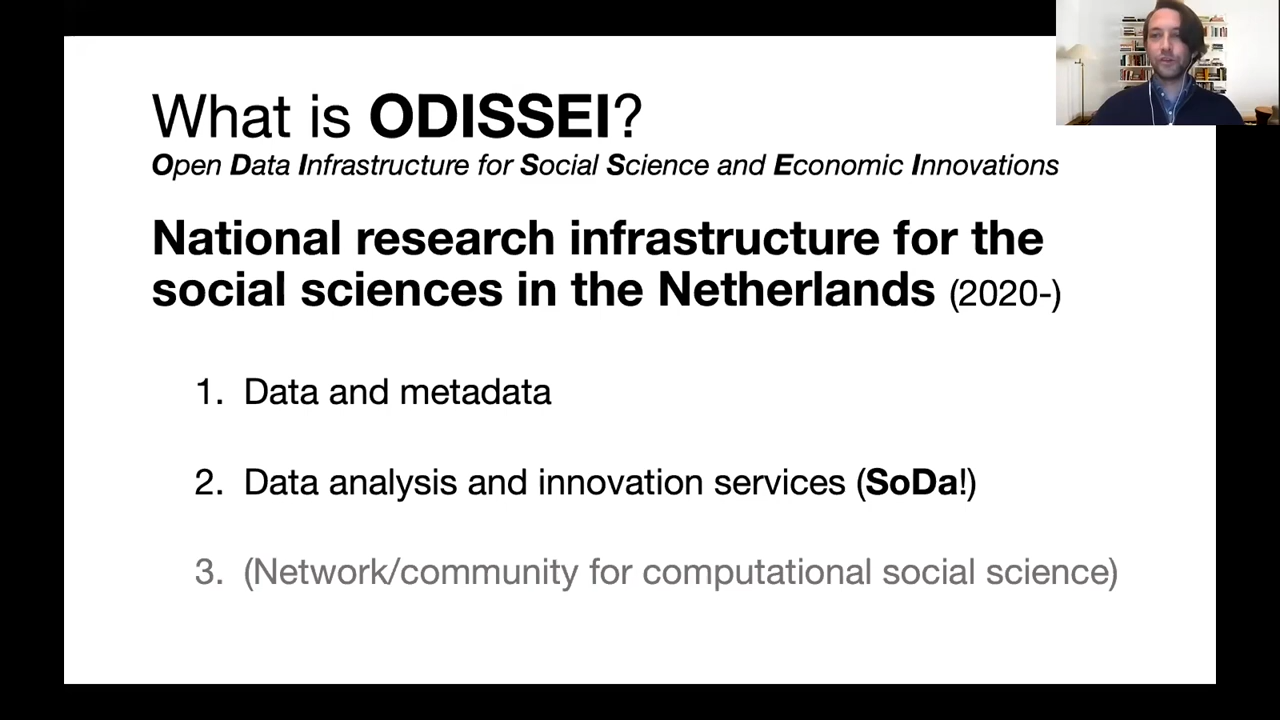 What is ODISSEI?
Open Data Infrastructure for Social Science and Economic Innovations
National research infrastructure for the
social sciences in the Netherlands (2020-)
1. Data and metadata
2. Data analysis and innovation services (SoDa!)
3. (Network/community for computational social science)